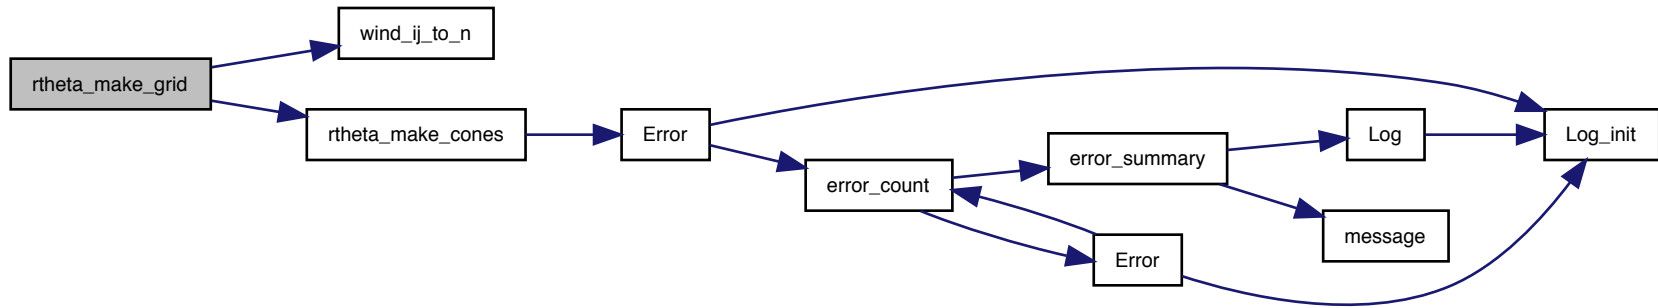 rtheta_make_grid
wind_ij_to_n
rtheta_make_cones
Error
error_count
error_summary
Error
Log
message
Log_init